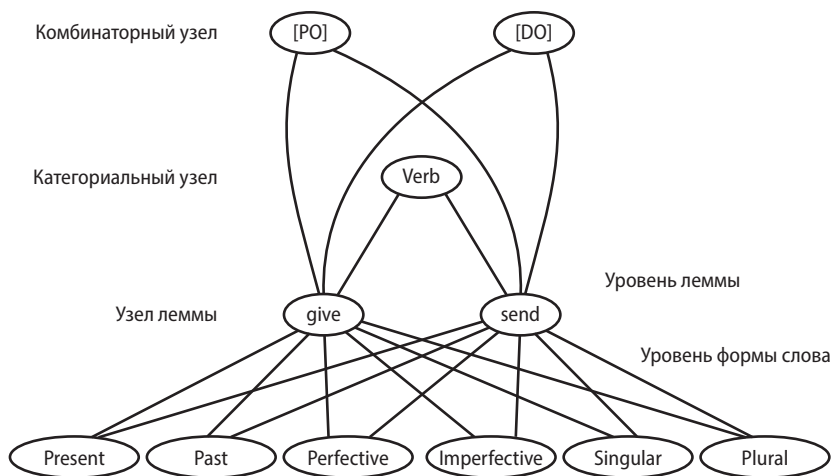 Комбинаторный узел [PO] [DO]
Категориальный узел Verb
Уровень леммы
Узел леммы give send
Уровень формы слова
Present Past Perfective Imperfective Singular Plural